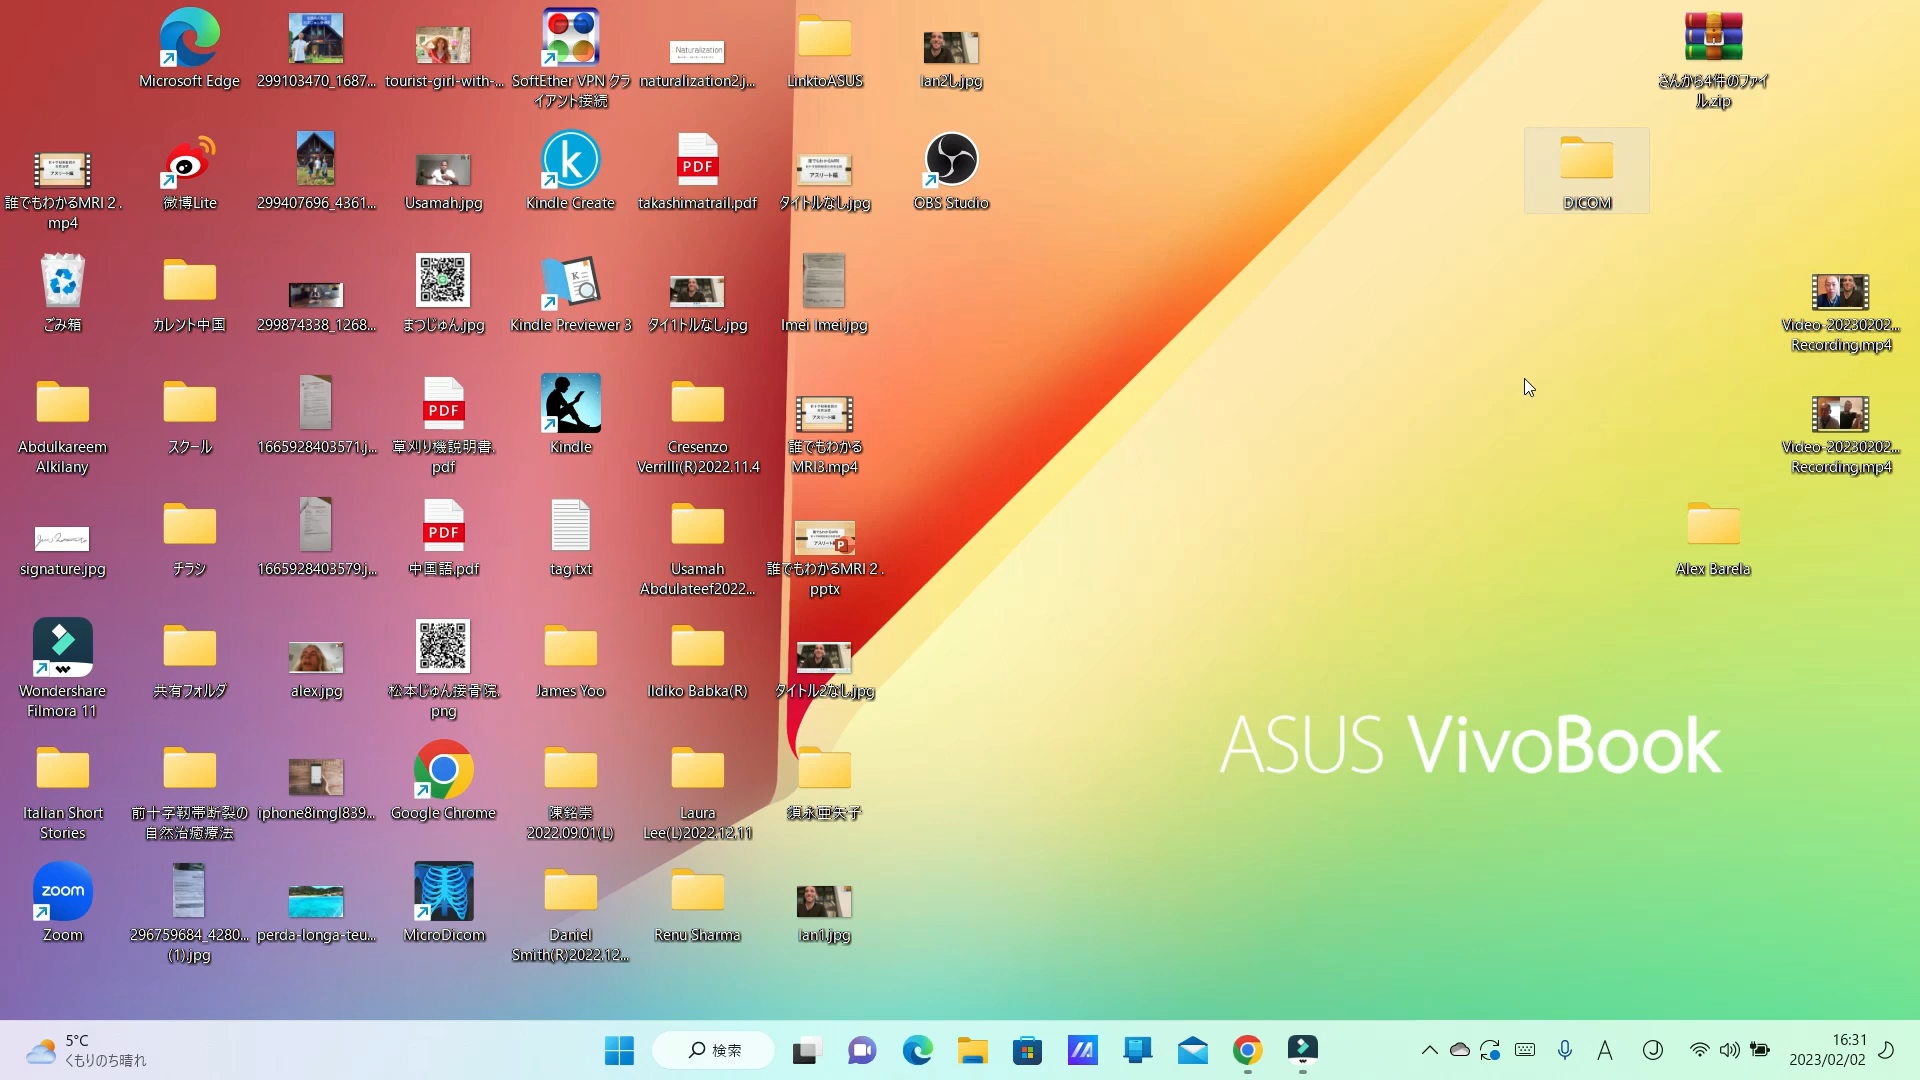 Microsoft Edge
299103470_1687...
tourist-girl-with-...
SoftEther VPN クラ
イアント接続
naturalization2.j...
LinktoASUS
Ian2し.jpg
さんから4件のファイ
ル.zip
誰でもわかるMRI２.
mp4
微博Lite
299407696_4361...
Usamah.jpg
Kindle Create
takashimatrail.pdf
タイトルなし.jpg
OBS Studio
DICOM
ごみ箱
カレント中国
299874338_1268...
まつじゅん.jpg
Kindle Previewer 3
タイ1トルなし.jpg
Imei Imei.jpg
Video-20230202...
Recording.mp4
Abdulkareem
Alkilany
スクール
1665928403571.j...
草刈り機説明書.
pdf
Kindle
Cresenzo
Verrilli(R)2022.11.4
誰でもわかる
MRI3.mp4
Video-20230202...
Recording.mp4
signature.jpg
チラシ
1665928403579.j...
中国語.pdf
tag.txt
Usamah
Abdulateef2022...
誰でもわかるMRI２.
pptx
Alex Barela
Wondershare
Filmora 11
共有フォルダ
alex.jpg
松本じゅん接骨院.
png
James Yoo
Ildiko Babka(R)
タイトル2なし.jpg
ASUS VivoBook
Italian Short
Stories
前十字靭帯断裂の
自然治癒療法
iphone8imgl839...
Google Chrome
陳銘崇
2022.09.01(L)
Laura
Lee(L)2022.12.11
須永亜矢子
zoom
Zoom
296759684_4280...
(1).jpg
perda-longa-teu...
MicroDicom
Daniel
Smith(R)2022.12...
Renu Sharma
Ian1.jpg
5°C
くもりのち晴れ
検索
A
J
16:31
2023/02/02